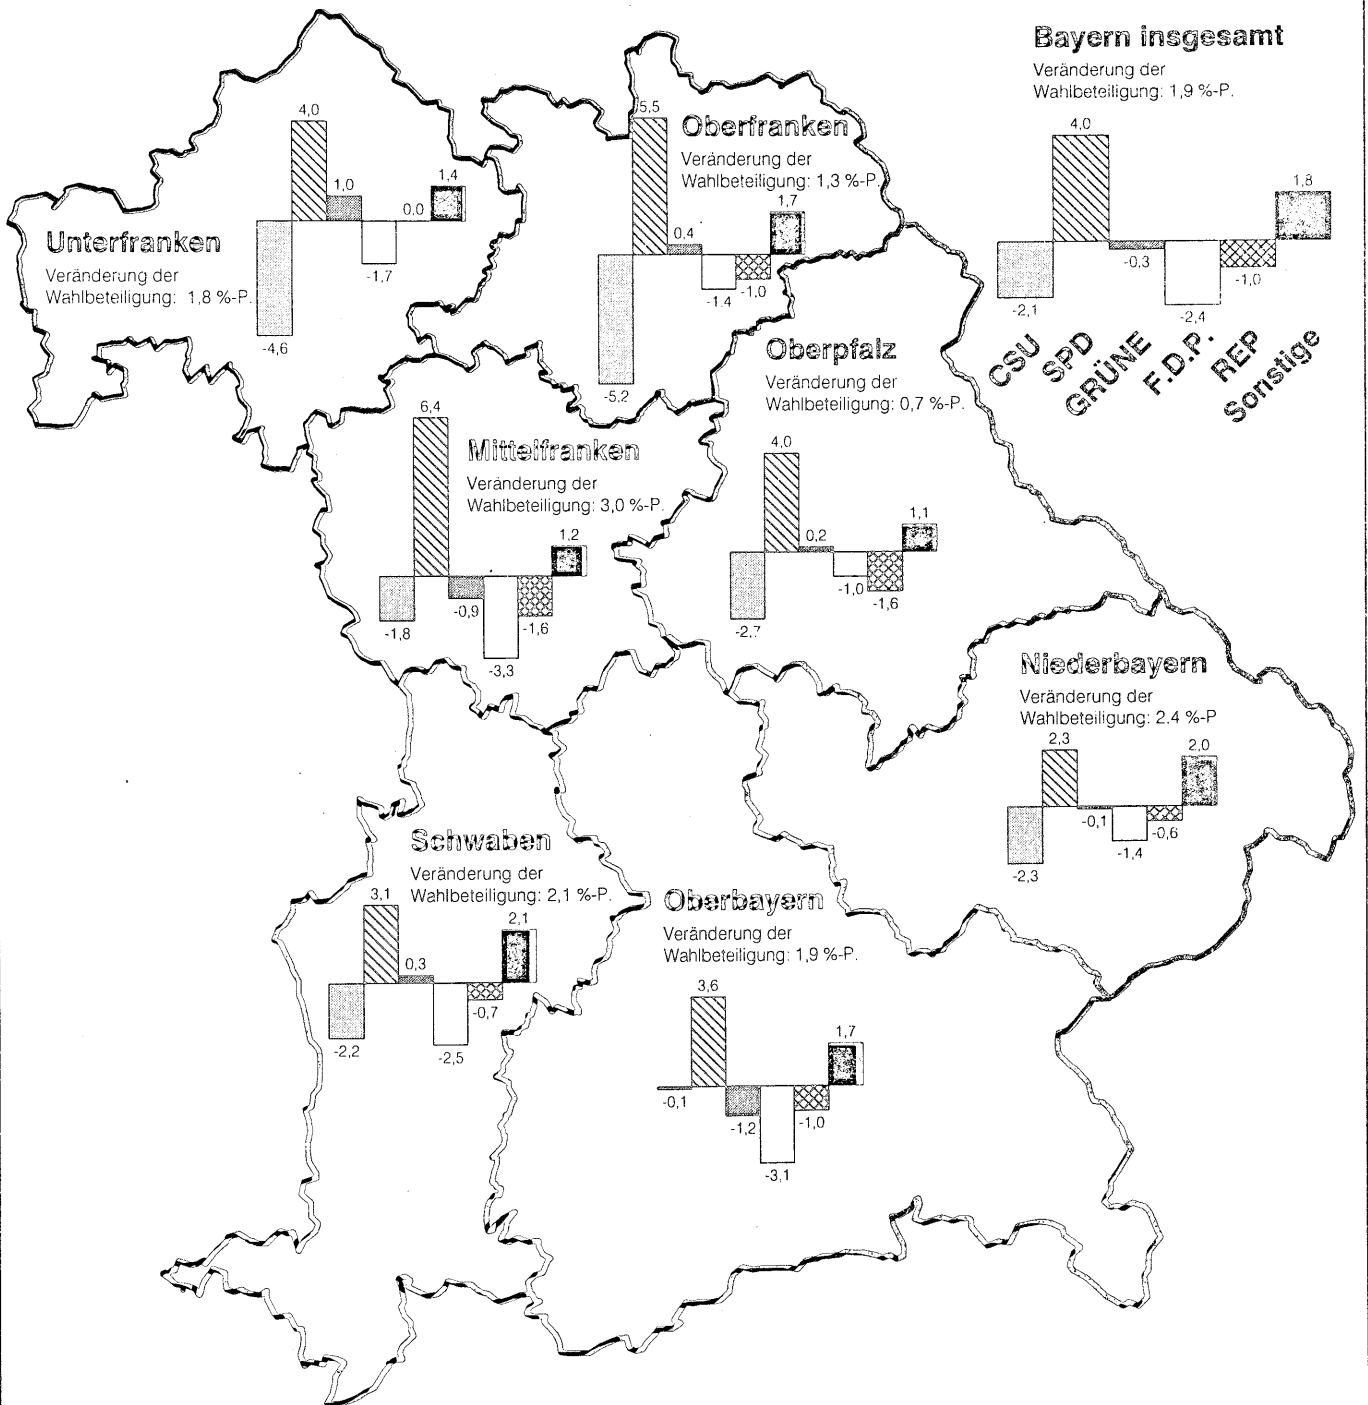 Bayern insgesamt
Veränderung der
Wahlbeteiligung: 1,9 %-P.
4,0
1,8
-0,3
-1,0
-2,1
-2,4
CSU
SPD
GRÜNE
F.D.P.
REP
Sonstige
4,0
1,0
0,0
1,4
Unterfranken
Veränderung der
Wahlbeteiligung: 1,8 %-P.
-1,7
-4,6
5,5
Oberfranken
Veränderung der
Wahlbeteiligung: 1,3 %-P.
0,4
1,7
-1,4
-1,0
-5,2
Oberpfalz
Veränderung der
Wahlbeteiligung: 0,7 %-P.
4,0
0,2
1,1
-1,0
-1,6
-2,7
6,4
Mittelfranken
Veränderung der
Wahlbeteiligung: 3,0 %-P.
1,2
-0,9
-1,6
-1,8
-3,3
Niederbayern
Veränderung der
Wahlbeteiligung: 2.4 %-P
2,3
2,0
-0,1
-0,6
-1,4
-2,3
Schwaben
Veränderung der
Wahlbeteiligung: 2,1 %-P.
3,1
0,3
2,1
-0,7
-2,2
-2,5
Oberbayern
Veränderung der
Wahlbeteiligung: 1,9 %-P.
3,6
1,7
-0,1
-1,2
-1,0
-3,1